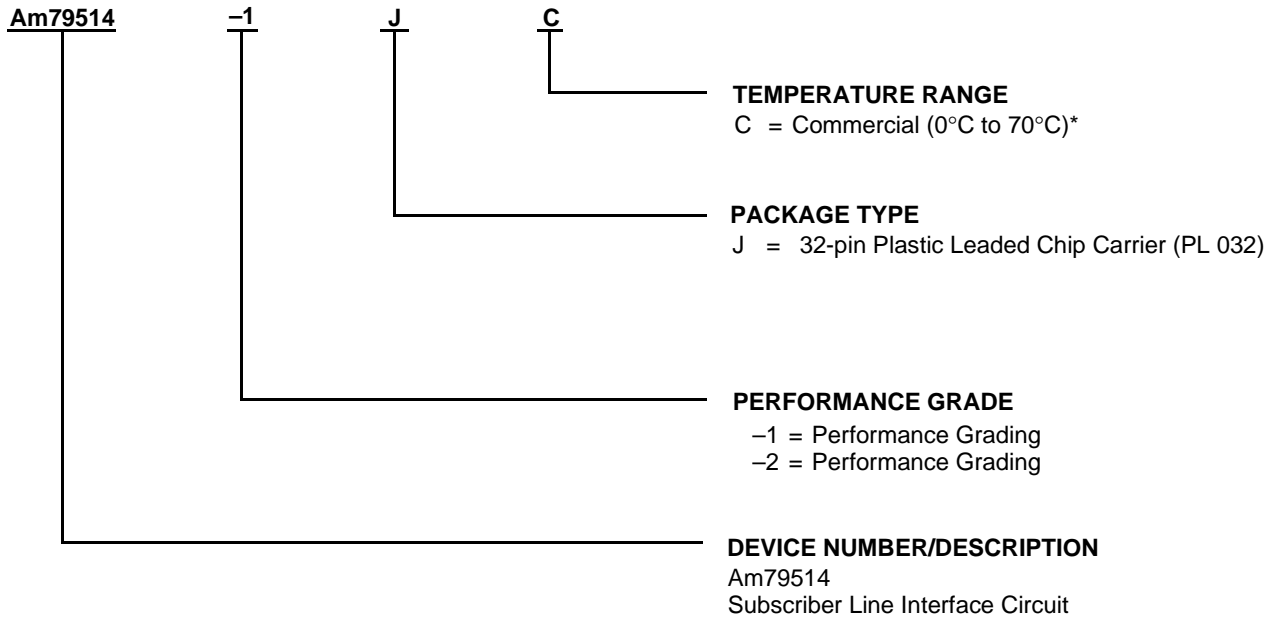 Am79514 –1 J C
TEMPERATURE RANGE
C = Commercial (0°C to 70°C)*
PACKAGE TYPE
J = 32-pin Plastic Leaded Chip Carrier (PL 032)
PERFORMANCE GRADE
–1 = Performance Grading
–2 = Performance Grading
DEVICE NUMBER/DESCRIPTION
Am79514
Subscriber Line Interface Circuit